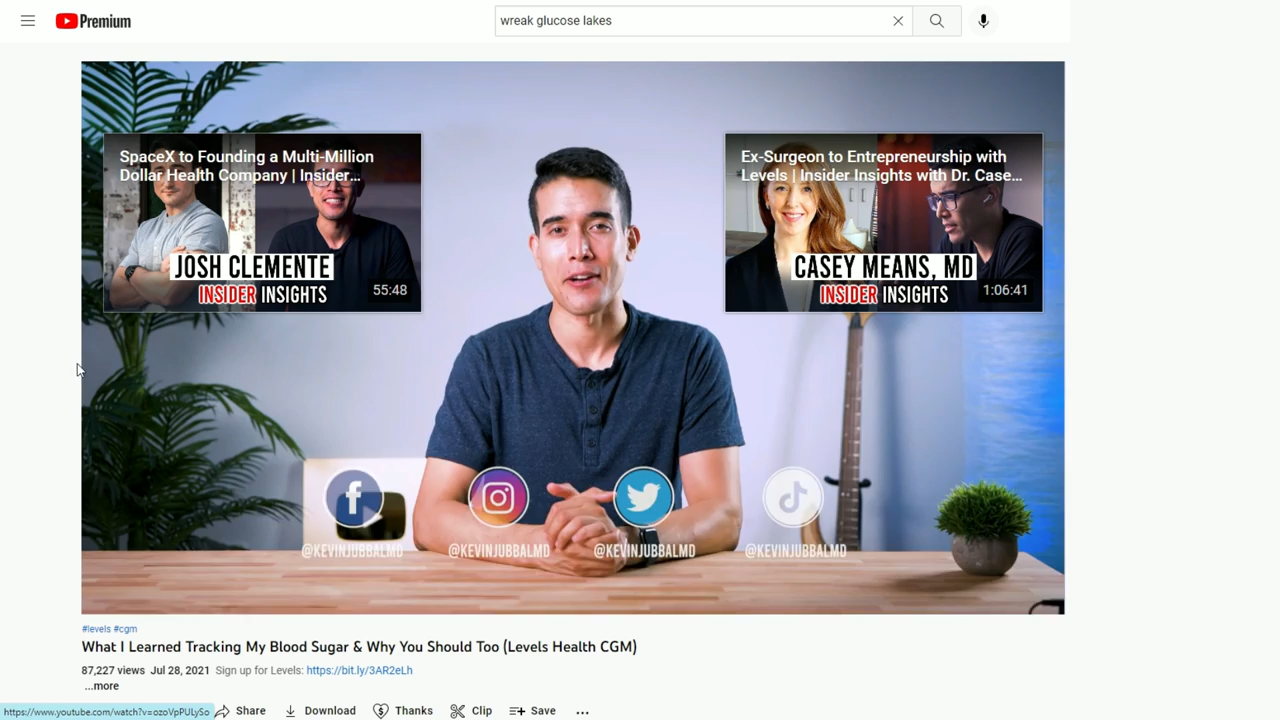 Premium
wreak glucose lakes
SpaceX to Founding a Multi-Million
Dollar Health Company | Insider...
JOSH CLEMENTE
INSIDER INSIGHTS
55:48
Ex-Surgeon to Entrepreneurship with
Levels | Insider Insights with Dr. Case...
CASEY MEANS, MD
INSIDER INSIGHTS
1:06:41
@KEVINJUBBALMD
@KEVINJUBBALMD
@KEVINJUBBALMD
@KEVINJUBBALMD
#levels #cgm
What I Learned Tracking My Blood Sugar & Why You Should Too (Levels Health CGM)
87,227 views Jul 28, 2021 Sign up for Levels: https://bit.ly/3AR2eLh
...more
https://www.youtube.com/watch?v=ozoVpPULySo
Share
Download
Thanks
Clip
Save
...